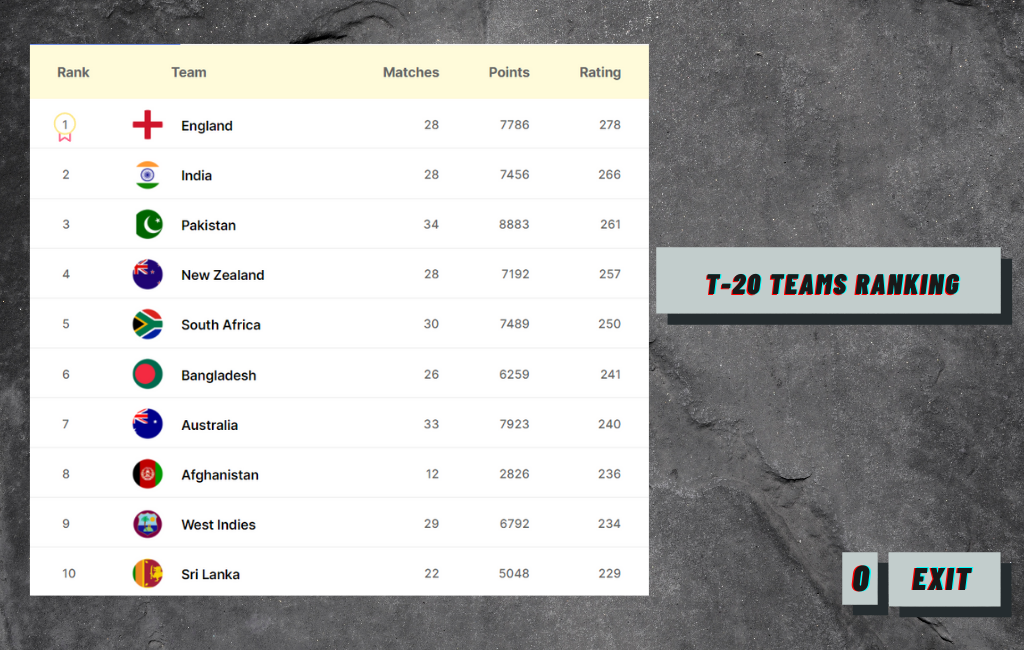 Rank Team Matches Points Rating
1 England 28 7786 278
2 India 28 7456 266
3 Pakistan 34 8883 261
4 New Zealand 28 7192 257
5 South Africa 30 7489 250
6 Bangladesh 26 6259 241
7 Australia 33 7923 240
8 Afghanistan 12 2826 236
9 West Indies 29 6792 234
10 Sri Lanka 22 5048 229
T-20 TEAMS RANKING
0 EXIT